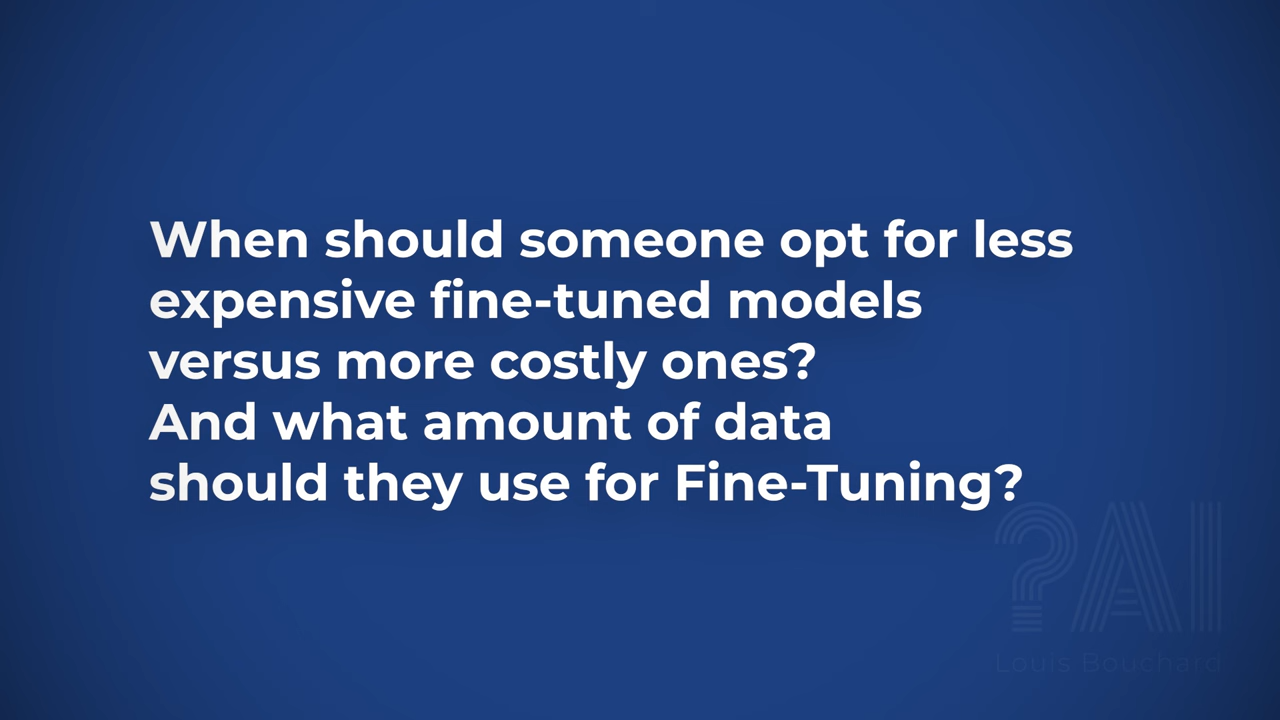 When should someone opt for less
expensive fine-tuned models
versus more costly ones?
And what amount of data
should they use for Fine-Tuning?
?AI
Louis Bouchard